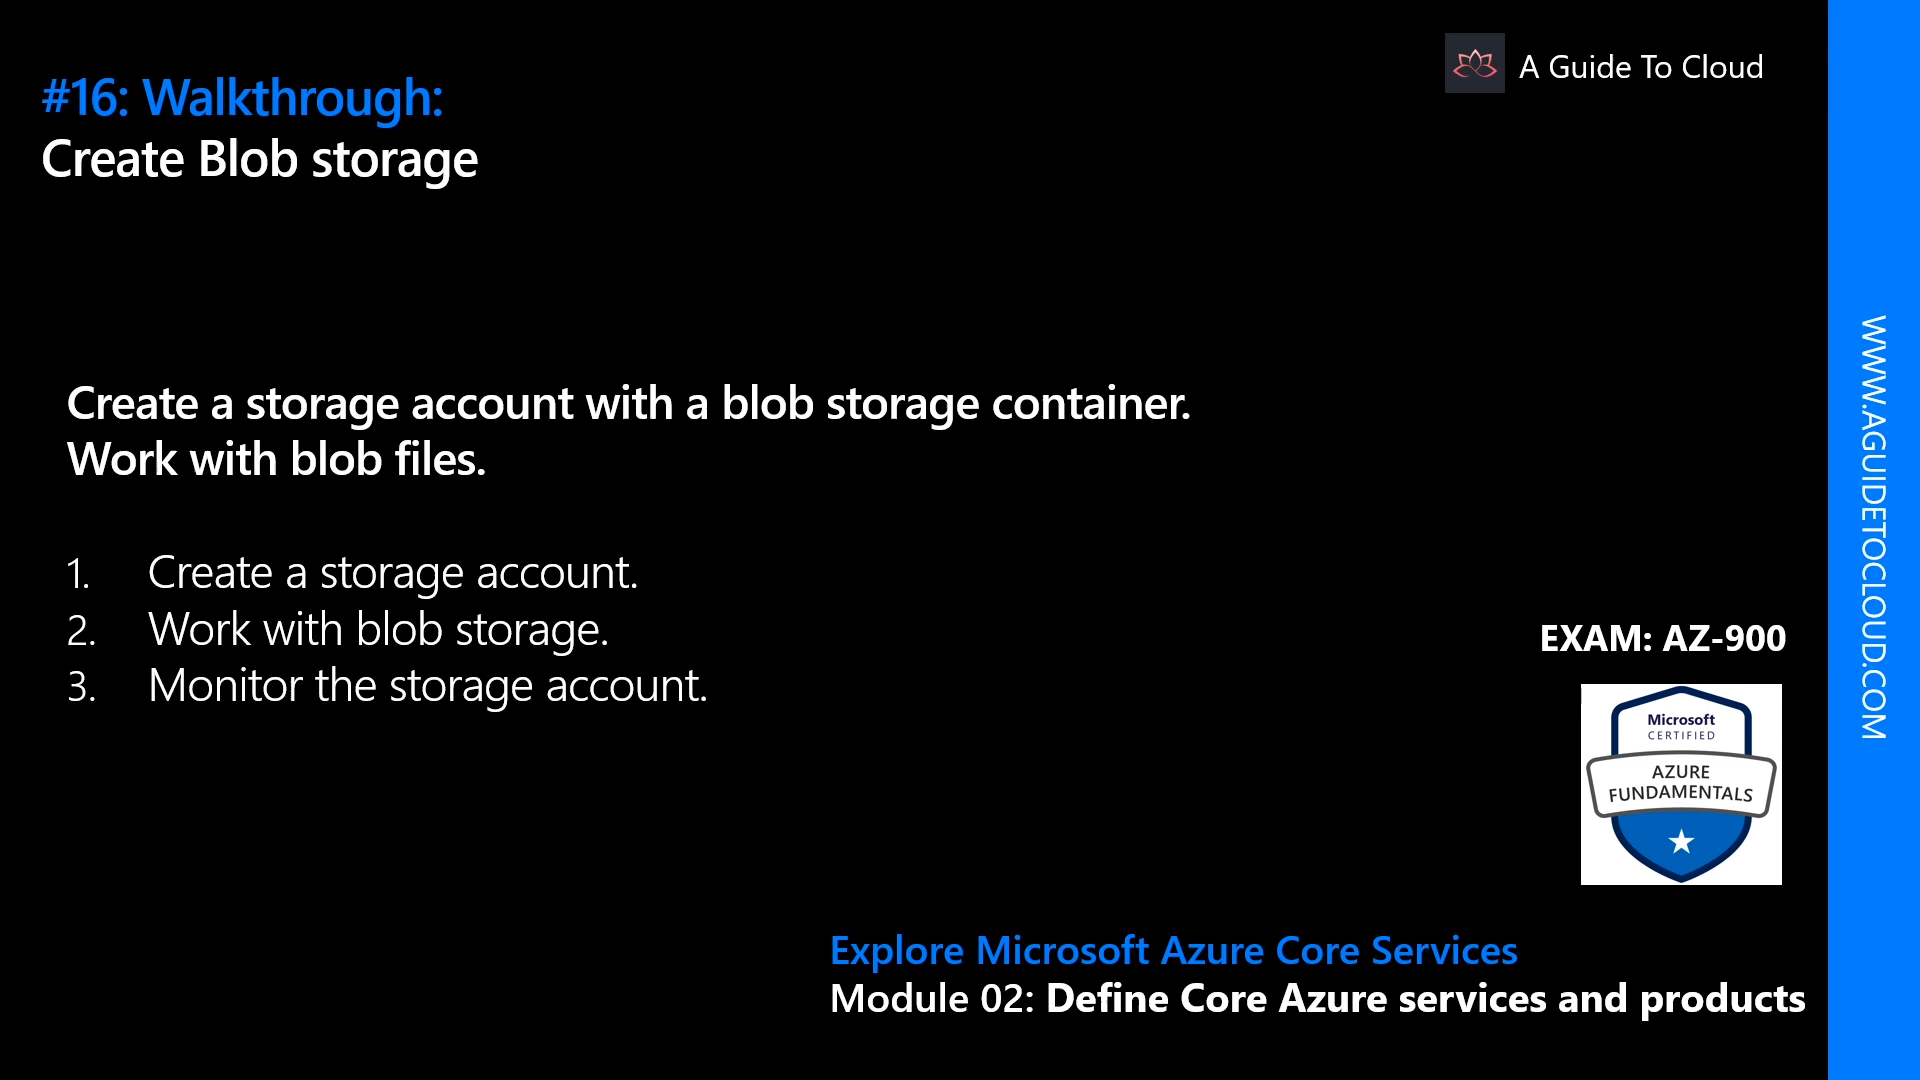 #16: Walkthrough:
Create Blob storage
A Guide To Cloud
Create a storage account with a blob storage container.
Work with blob files.
1. Create a storage account.
2. Work with blob storage.
3. Monitor the storage account.
EXAM: AZ-900
Microsoft
CERTIFIED
AZURE
FUNDAMENTALS
Explore Microsoft Azure Core Services
Module 02: Define Core Azure services and products
WWW.AGUIDETOCLOUD.COM